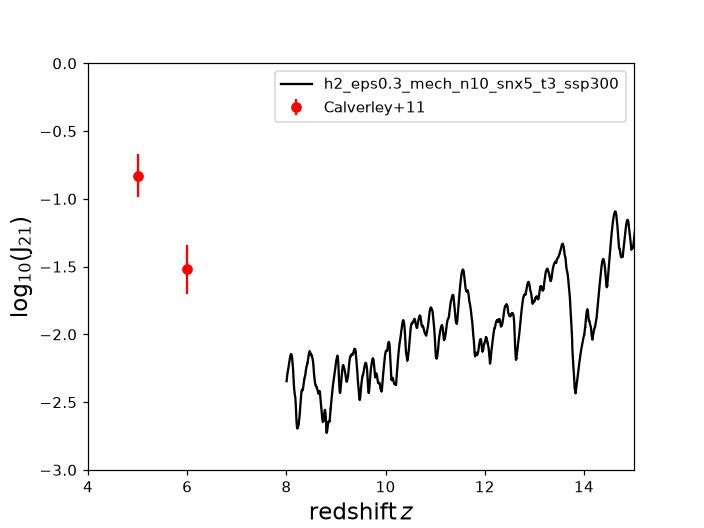 h2_eps0.3_mech_n10_snx5_t3_ssp300
Calverley+11
0.0
−0.5
−1.0
−1.5
−2.0
−2.5
−3.0
log₁₀(J₂₁)
4 6 8 10 12 14
redshift z